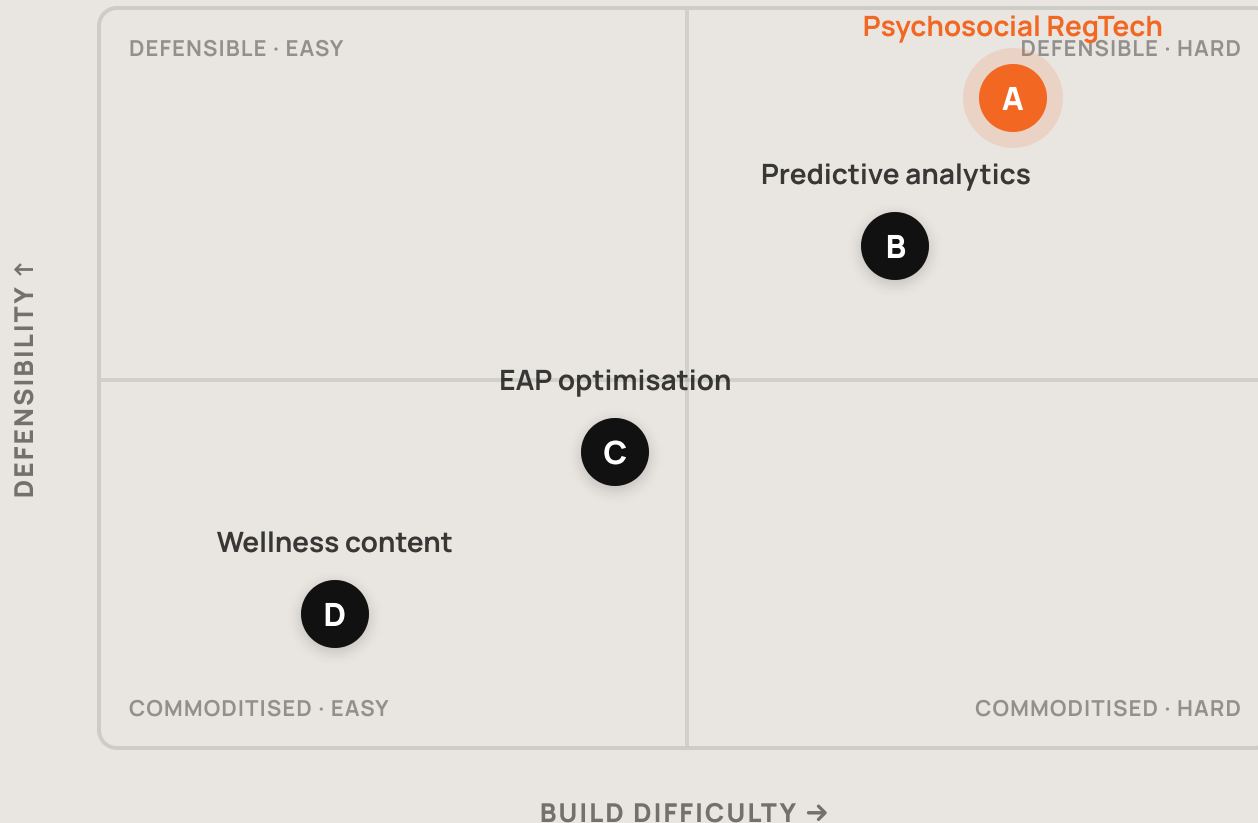 Psychosocial RegTech
DEFENSIBLE · EASY
DEFENSIBLE · HARD
A
Predictive analytics
B
DEFENSIBILITY →
EAP optimisation
C
Wellness content
D
COMMODITISED · EASY
COMMODITISED · HARD
BUILD DIFFICULTY →